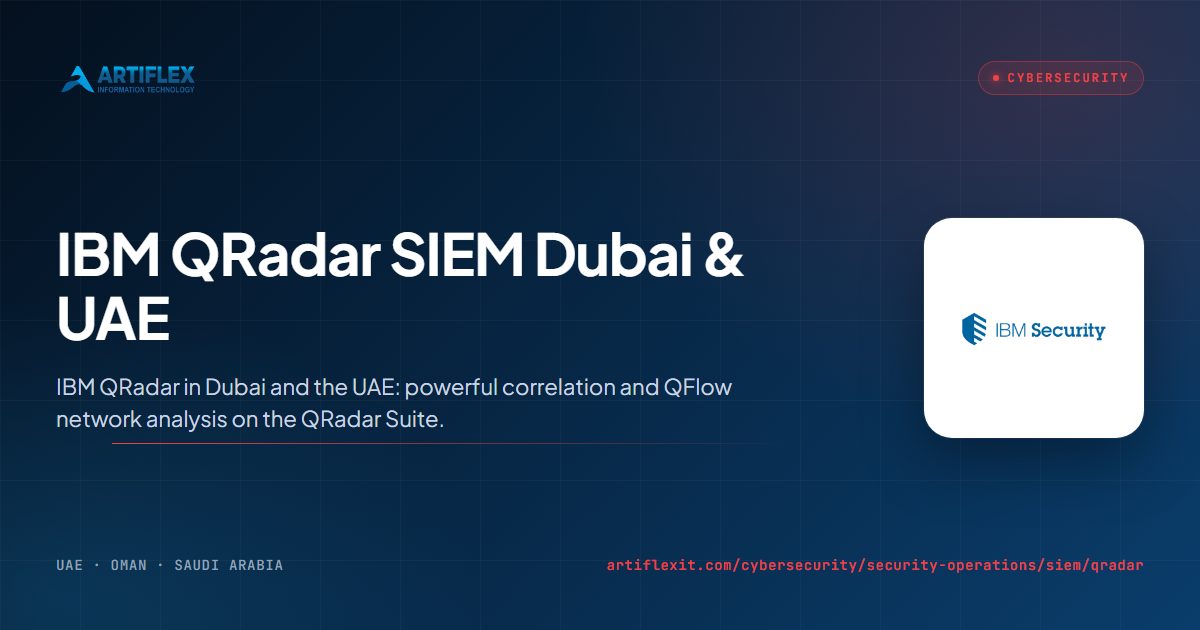 ARTIFLEX
INFORMATION TECHNOLOGY
CYBERSECURITY
IBM QRadar SIEM Dubai &
UAE
IBM QRadar in Dubai and the UAE: powerful correlation and QFlow
network analysis on the QRadar Suite.
IBM Security
UAE · OMAN · SAUDI ARABIA
artiflexit.com/cybersecurity/security-operations/siem/qradar